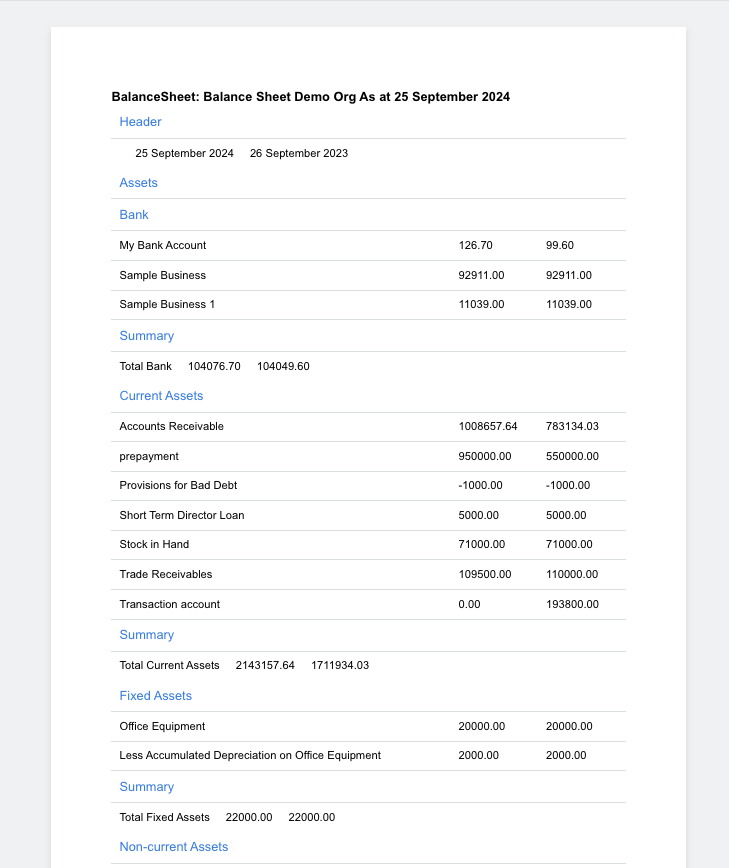 BalanceSheet: Balance Sheet Demo Org As at 25 September 2024
Header
25 September 2024 26 September 2023
Assets
Bank
My Bank Account 126.70 99.60
Sample Business 92911.00 92911.00
Sample Business 1 11039.00 11039.00
Summary
Total Bank 104076.70 104049.60
Current Assets
Accounts Receivable 1008657.64 783134.03
prepayment 950000.00 550000.00
Provisions for Bad Debt -1000.00 -1000.00
Short Term Director Loan 5000.00 5000.00
Stock in Hand 71000.00 71000.00
Trade Receivables 109500.00 110000.00
Transaction account 0.00 193800.00
Summary
Total Current Assets 2143157.64 1711934.03
Fixed Assets
Office Equipment 20000.00 20000.00
Less Accumulated Depreciation on Office Equipment 2000.00 2000.00
Summary
Total Fixed Assets 22000.00 22000.00
Non-current Assets